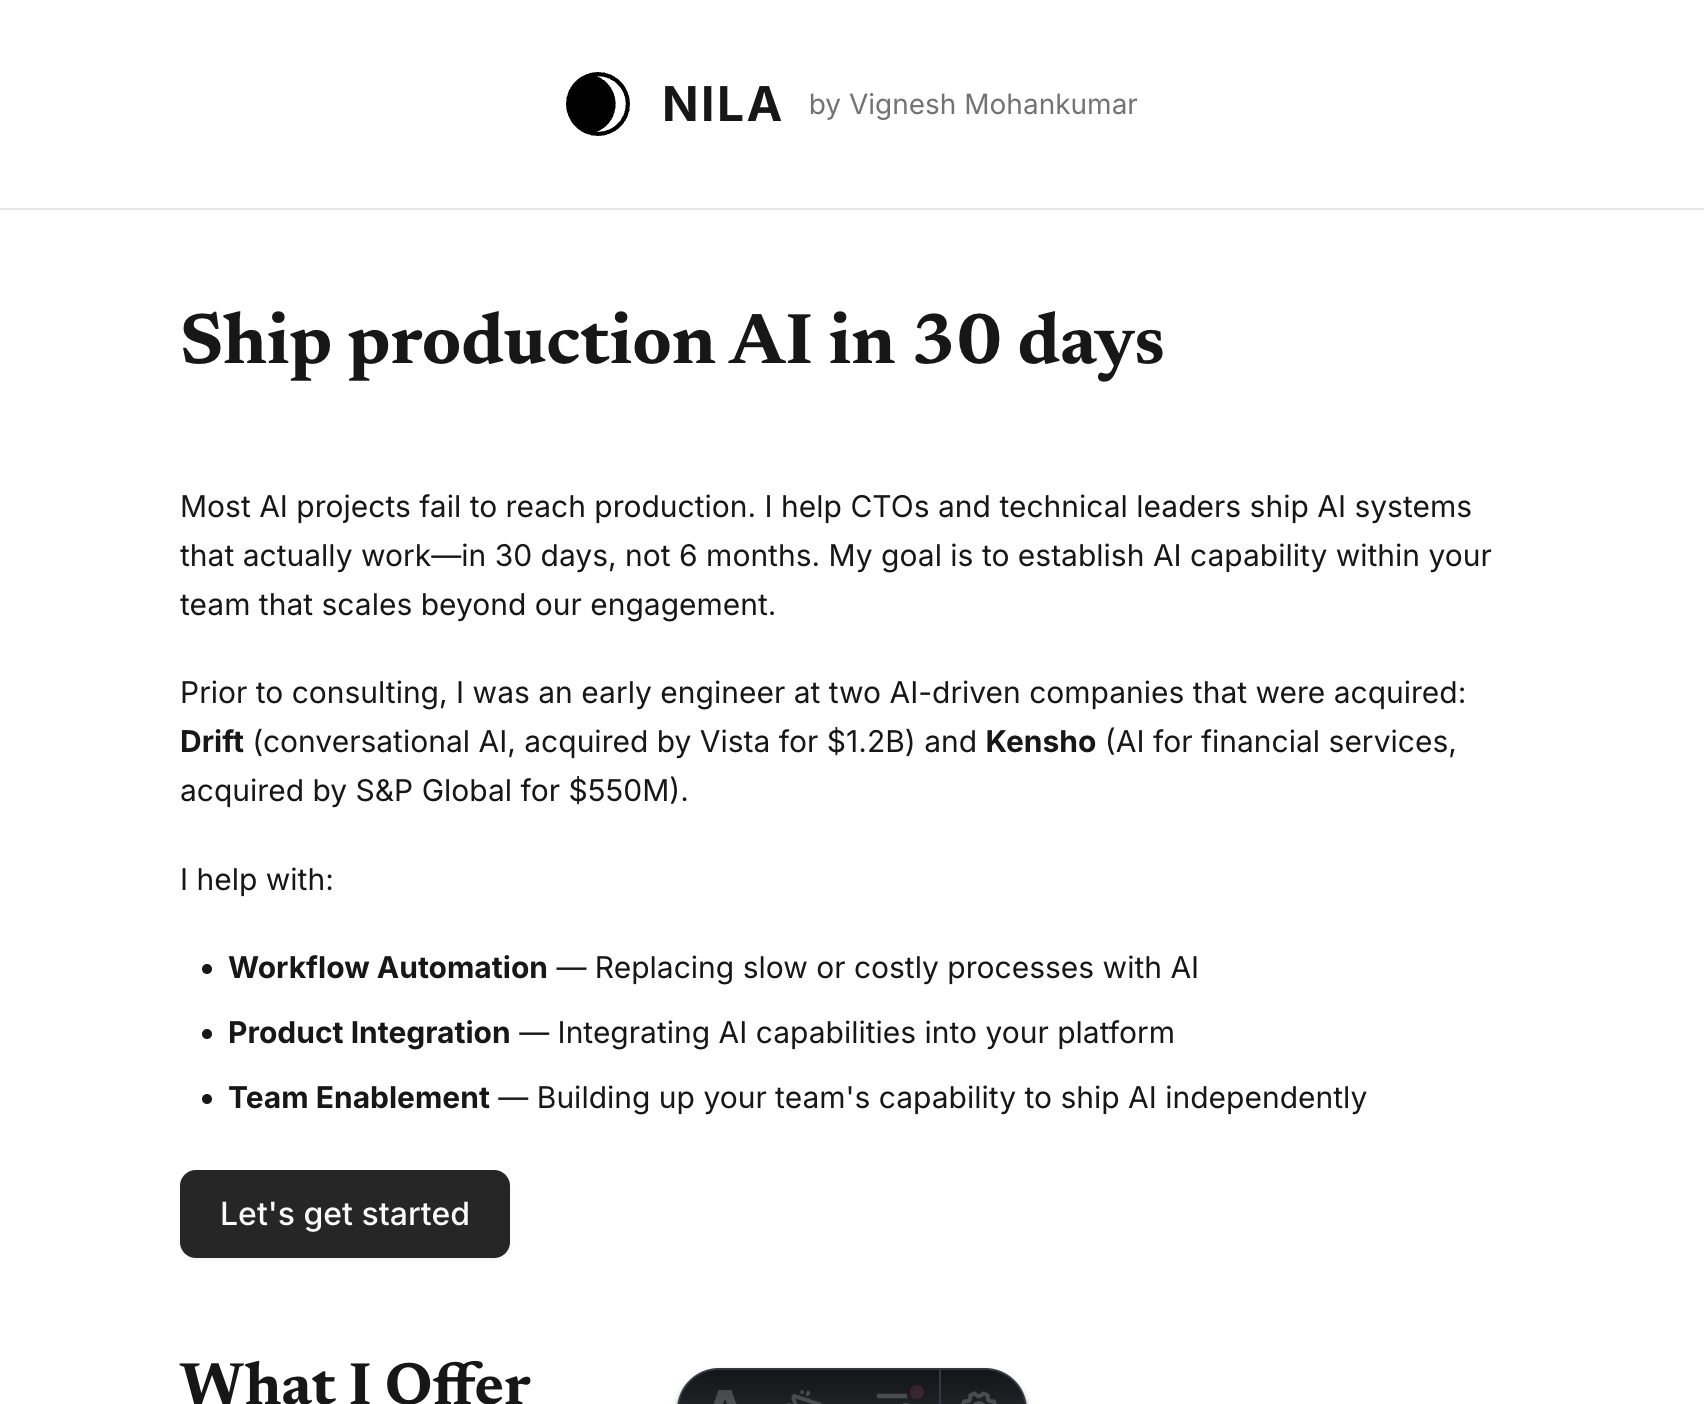 NILA by Vignesh Mohankumar
Ship production AI in 30 days
Most AI projects fail to reach production. I help CTOs and technical leaders ship AI systems
that actually work—in 30 days, not 6 months. My goal is to establish AI capability within your
team that scales beyond our engagement.
Prior to consulting, I was an early engineer at two AI-driven companies that were acquired:
Drift (conversational AI, acquired by Vista for $1.2B) and Kensho (AI for financial services,
acquired by S&P Global for $550M).
I help with:
• Workflow Automation — Replacing slow or costly processes with AI
• Product Integration — Integrating AI capabilities into your platform
• Team Enablement — Building up your team's capability to ship AI independently
Let's get started
What I Offer